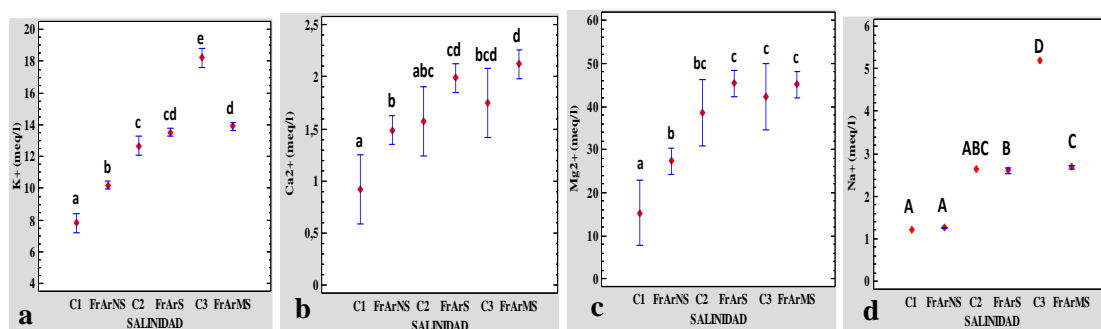 K+ (meq/l)
20
18
16
14
12
10
8
6
4
a
b
c
cd
e
d
C1 FrArNS C2 FrArS C3 FrArMS
SALINIDAD
a
Ca2+ (meq/l)
2,5
2
1,5
1
0,5
0
a
b
abc
cd
bcd
d
C1 FrArNS C2 FrArS C3 FrArMS
SALINIDAD
b
Mg2+ (meq/l)
60
50
40
30
20
10
0
a
b
bc
c
c
c
C1 FrArNS C2 FrArS C3 FrArMS
SALINIDAD
c
Na+ (meq/l)
6
5
4
3
2
1
0
A
A
ABC
B
D
C
C1 FrArNS C2 FrArS C3 FrArMS
SALINIDAD
d